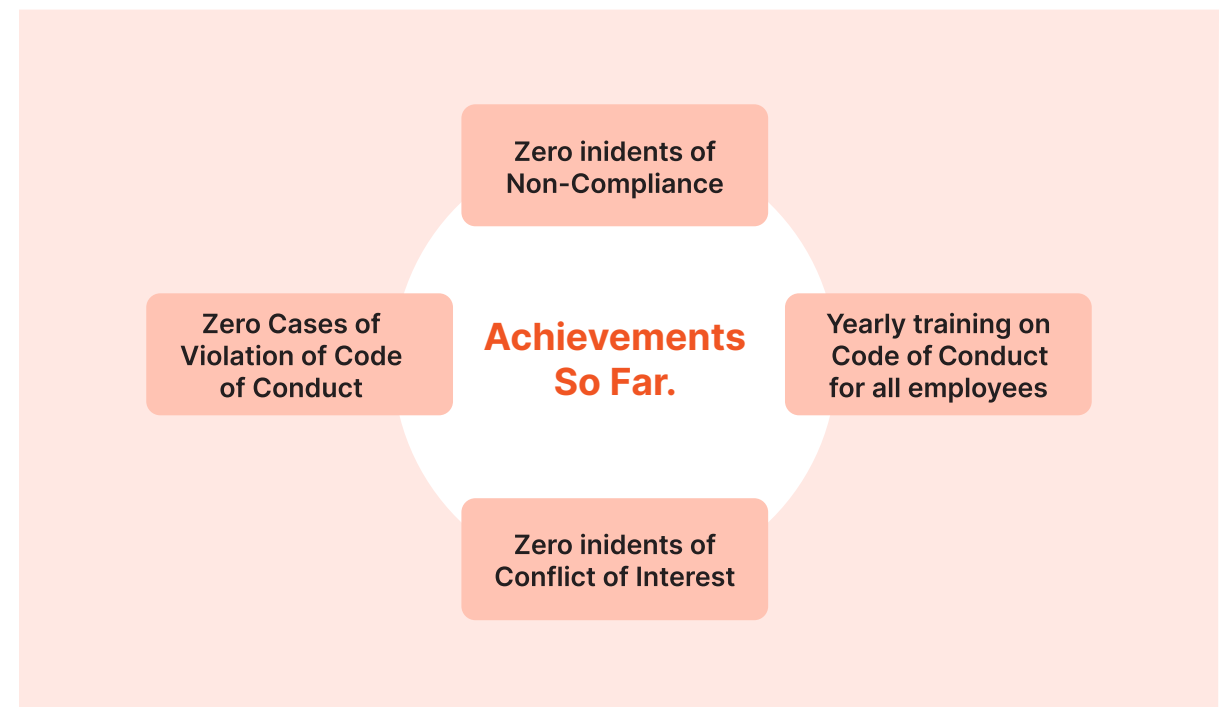 Zero inidents of
Non-Compliance
Zero Cases of
Violation of Code
of Conduct
Achievements
So Far.
Yearly training on
Code of Conduct
for all employees
Zero inidents of
Conflict of Interest